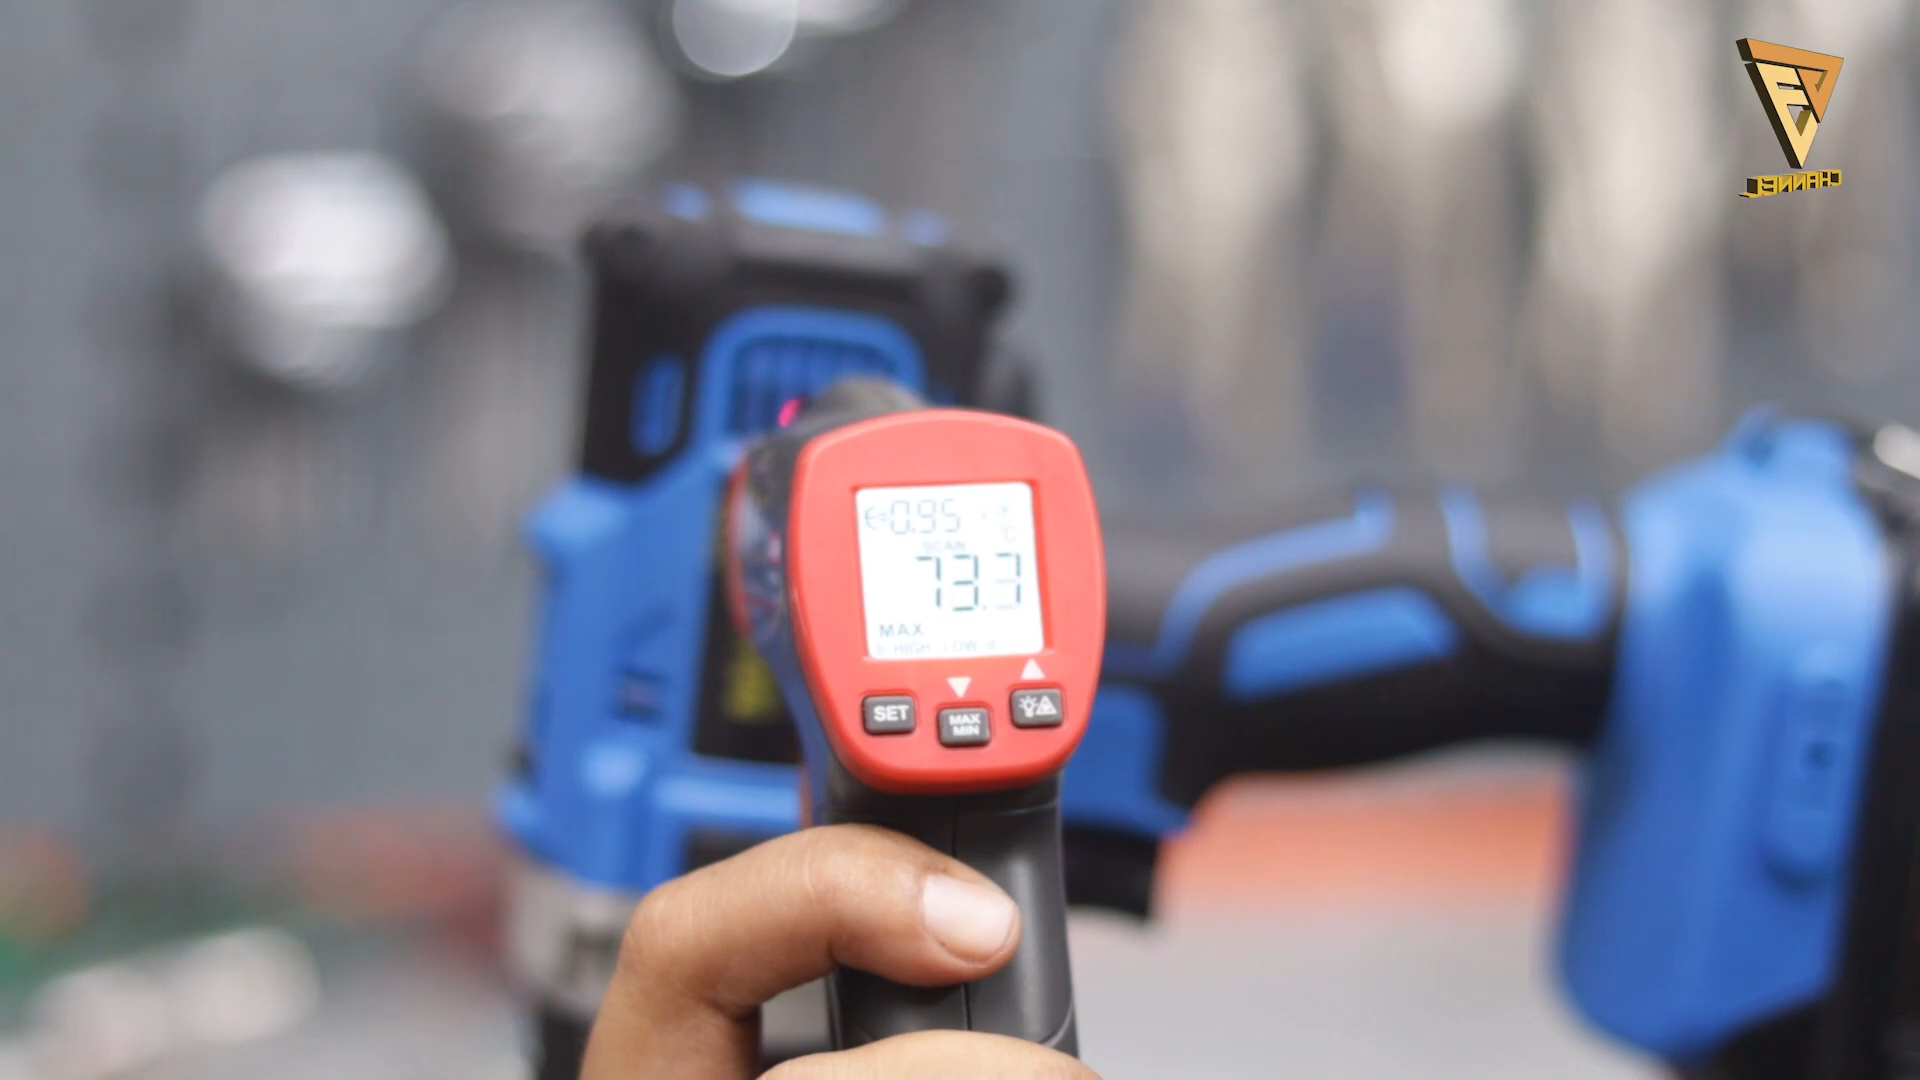 E=0.95
°C
SCAN
73.3
MAX
HIGH LOW
SET
MAX
MIN
CHANNEL